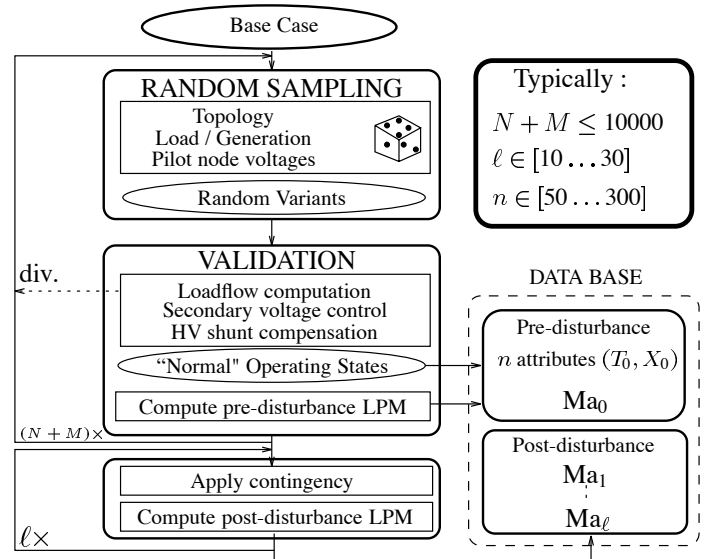 Base Case
RANDOM SAMPLING
Topology
Load / Generation
Pilot node voltages
Random Variants
Typically :
N + M ≤ 10000
ℓ ∈ [10 … 30]
n ∈ [50 … 300]
VALIDATION
div.
Loadflow computation
Secondary voltage control
HV shunt compensation
“Normal" Operating States
Compute pre-disturbance LPM
(N + M)×
DATA BASE
Pre-disturbance
n attributes (T₀, X₀)
Ma₀
Post-disturbance
Ma₁
Maℓ
Apply contingency
Compute post-disturbance LPM
ℓ×